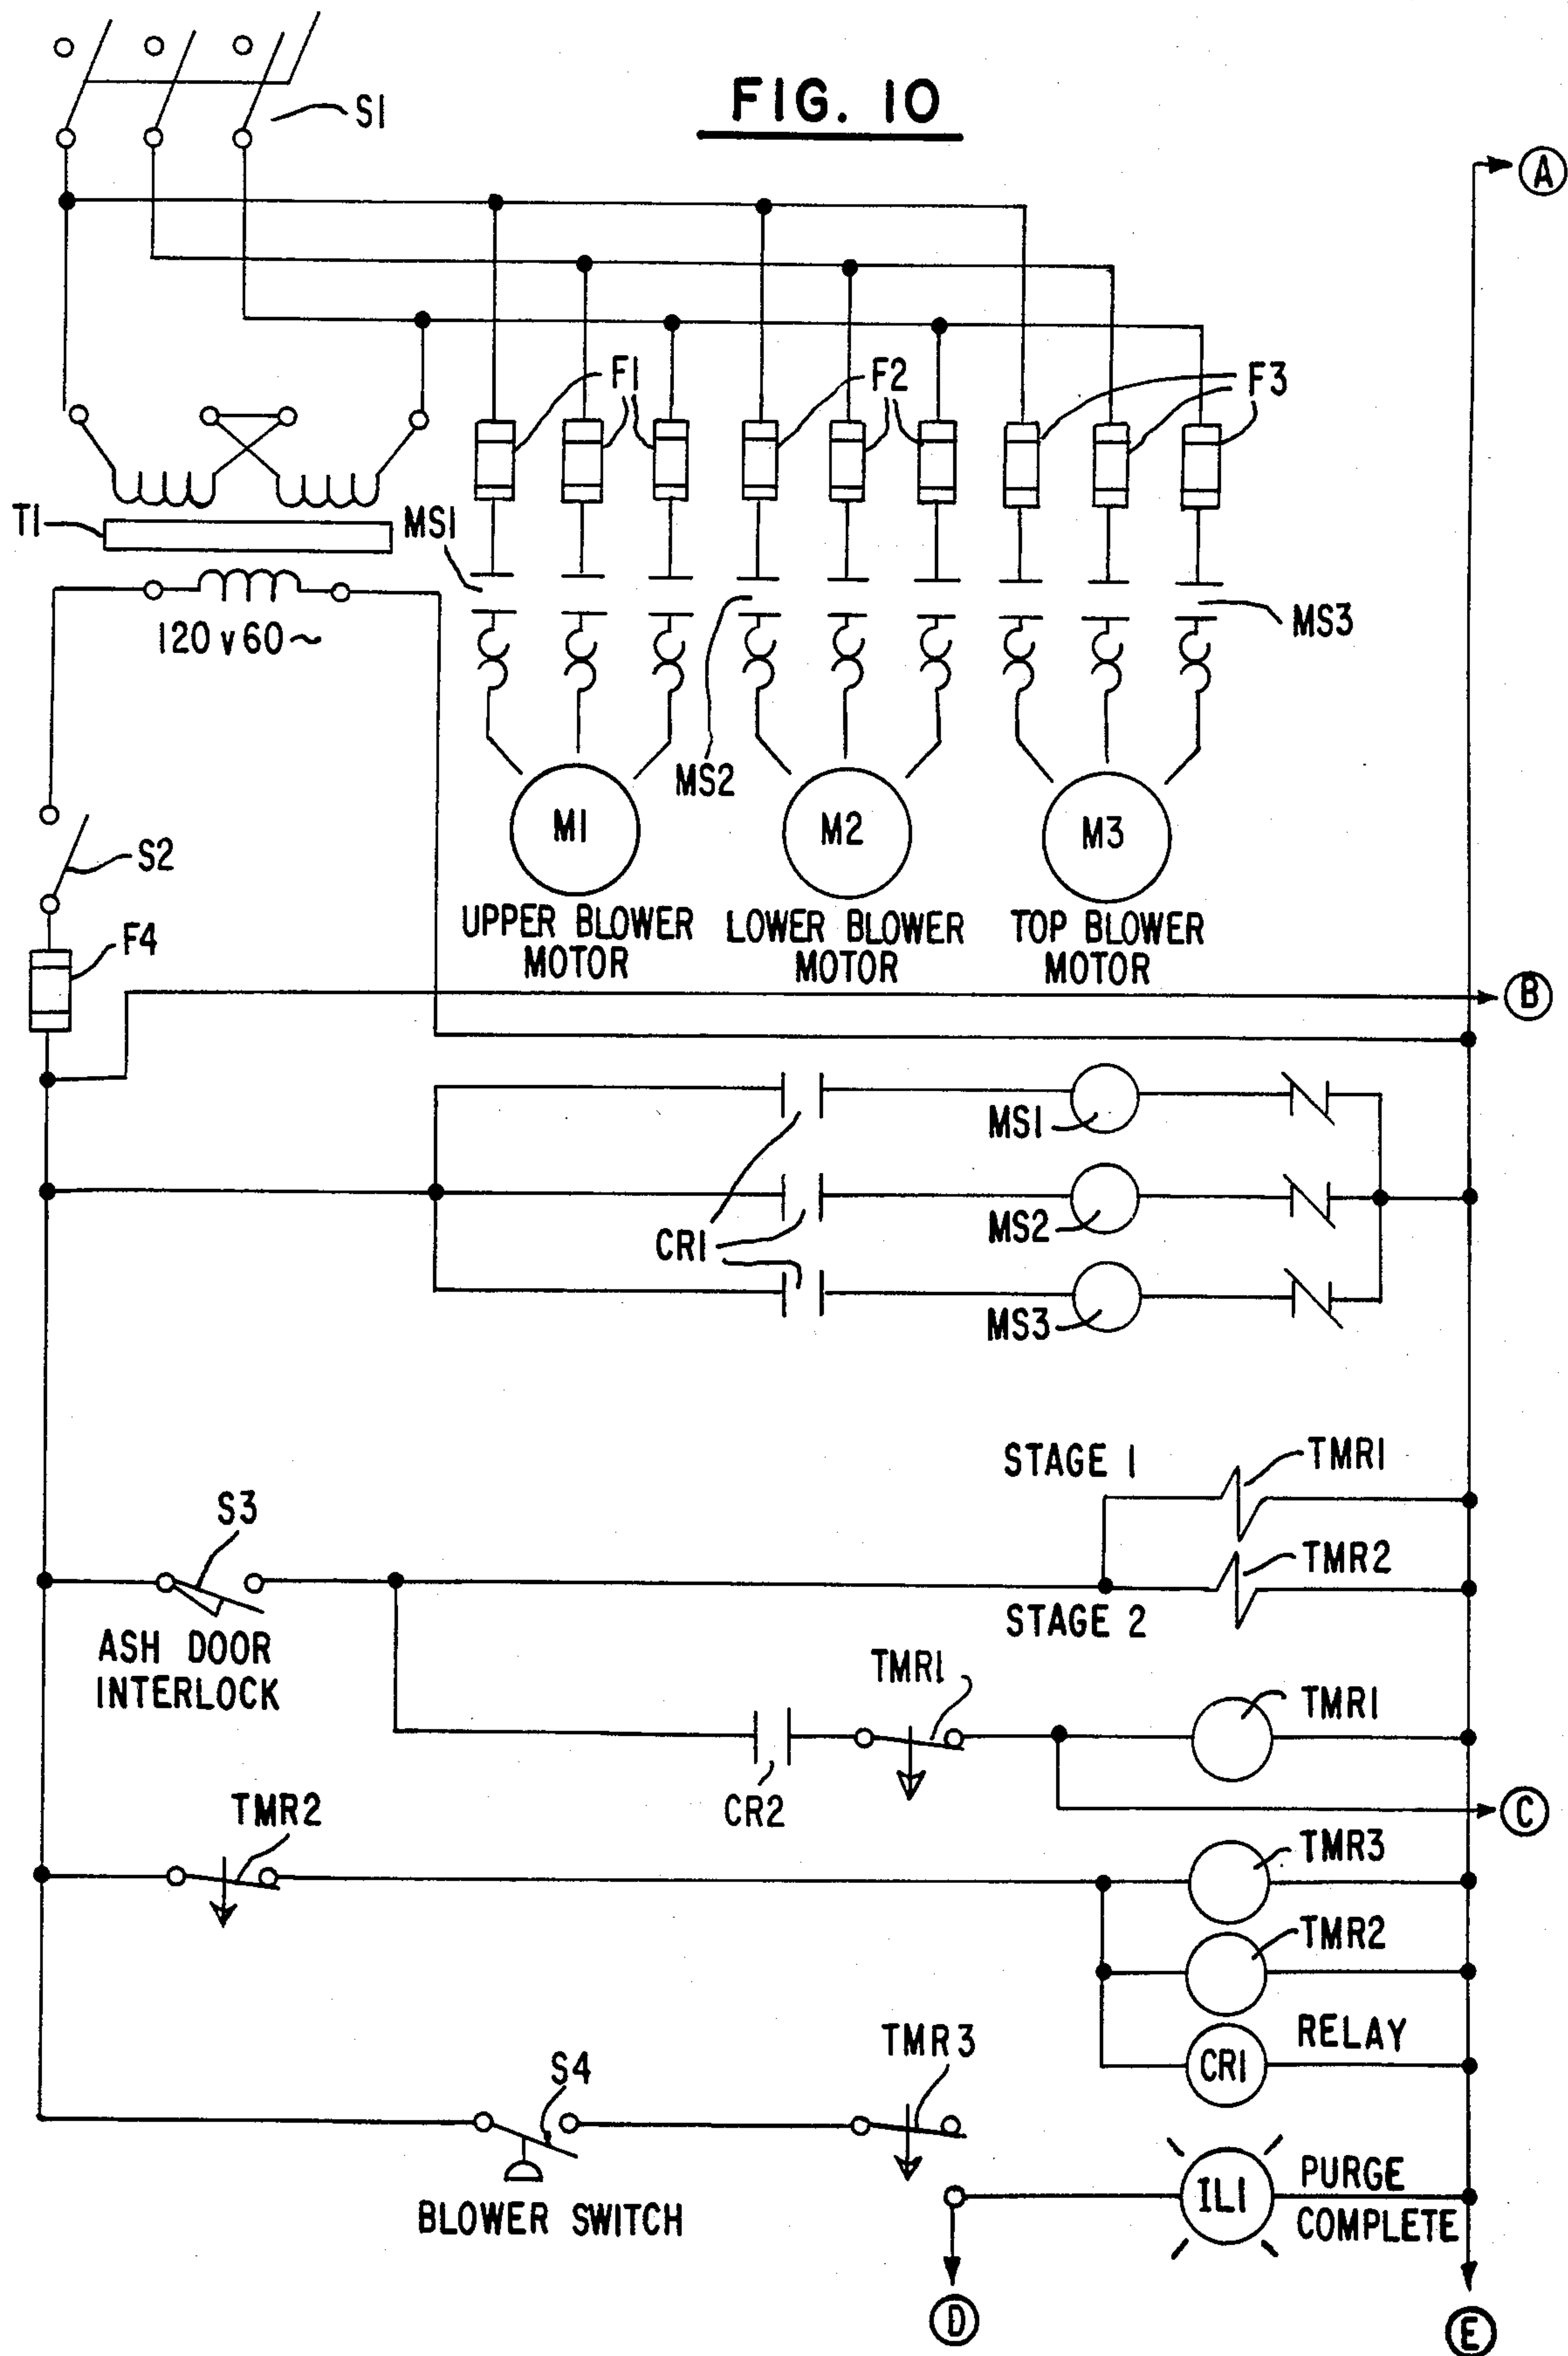 FIG. 10
S1
A
F1
F2
F3
T1
MS1
MS3
120 v 60~
MS2
M1
M2
M3
S2
F4
UPPER BLOWER
MOTOR
LOWER BLOWER
MOTOR
TOP BLOWER
MOTOR
B
MS1
CR1
MS2
MS3
STAGE 1
TMR1
S3
TMR2
STAGE 2
ASH DOOR
INTERLOCK
TMR1
TMR1
CR2
C
TMR2
TMR3
TMR2
RELAY
CR1
S4
TMR3
BLOWER SWITCH
IL1
PURGE
COMPLETE
D
E